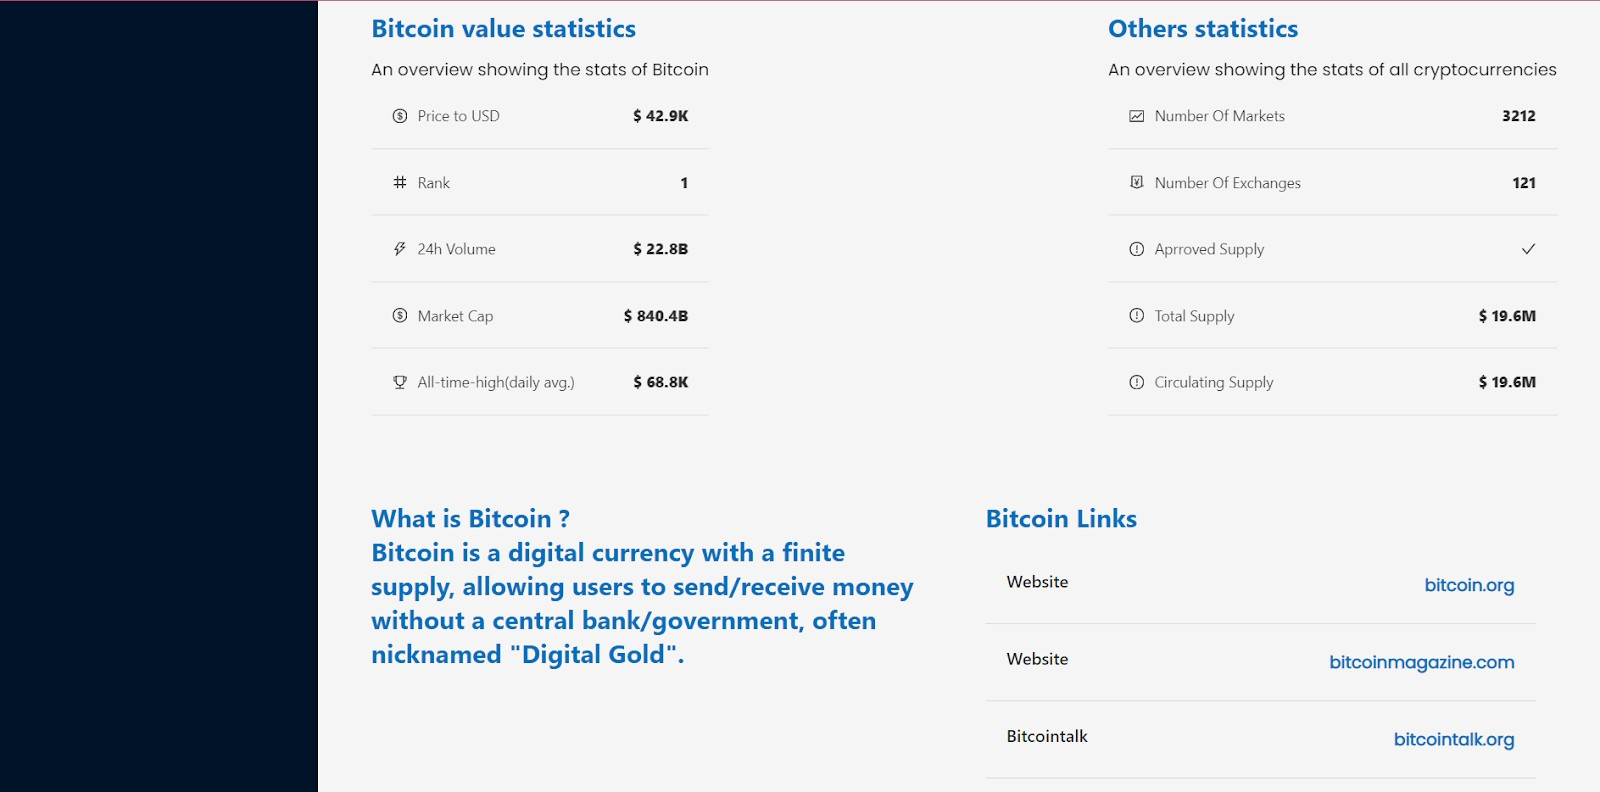 Bitcoin value statistics
An overview showing the stats of Bitcoin
Price to USD $ 42.9K
Rank 1
24h Volume $ 22.8B
Market Cap $ 840.4B
All-time-high(daily avg.) $ 68.8K
Others statistics
An overview showing the stats of all cryptocurrencies
Number Of Markets 3212
Number Of Exchanges 121
Aprroved Supply ✓
Total Supply $ 19.6M
Circulating Supply $ 19.6M
What is Bitcoin ?
Bitcoin is a digital currency with a finite
supply, allowing users to send/receive money
without a central bank/government, often
nicknamed "Digital Gold".
Bitcoin Links
Website bitcoin.org
Website bitcoinmagazine.com
Bitcointalk bitcointalk.org